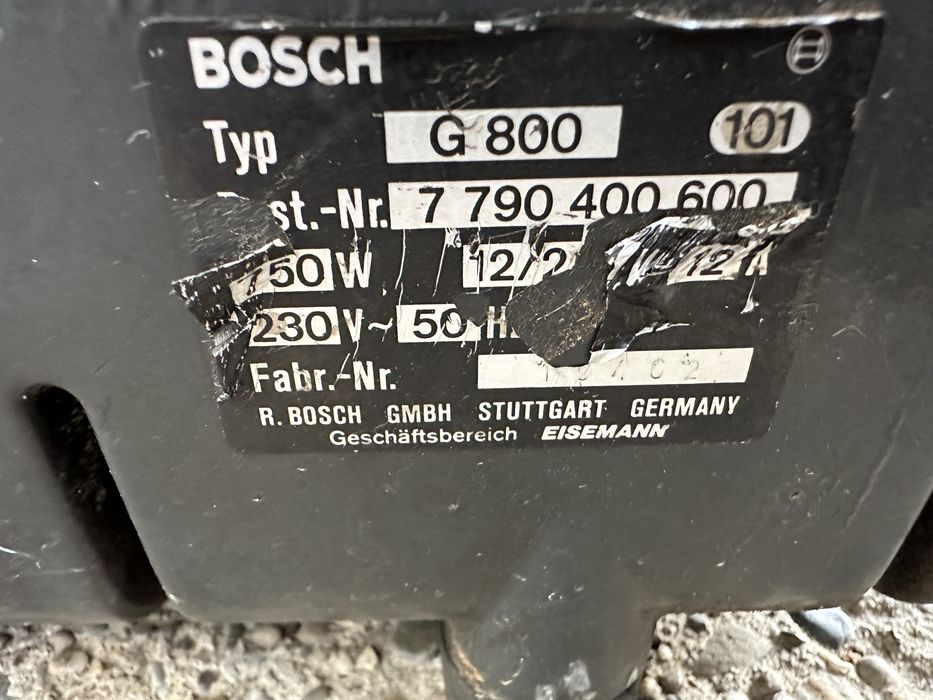 BOSCH
Typ G 800 101
st.-Nr. 7 790 400 600
750 W 12/2 12 A
230 V~ 50 H
Fabr.-Nr.
R. BOSCH GMBH STUTTGART GERMANY
Geschäftsbereich EISEMANN